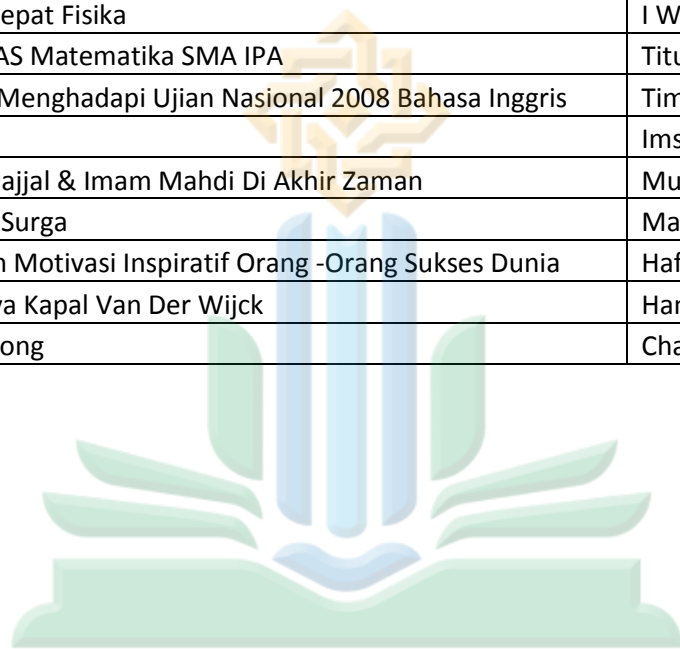 epat Fisika I W
AS Matematika SMA IPA Titu
Menghadapi Ujian Nasional 2008 Bahasa Inggris Tim
Ims
ajjal & Imam Mahdi Di Akhir Zaman Mu
Surga Ma
n Motivasi Inspiratif Orang -Orang Sukses Dunia Haf
ya Kapal Van Der Wijck Har
ong Cha